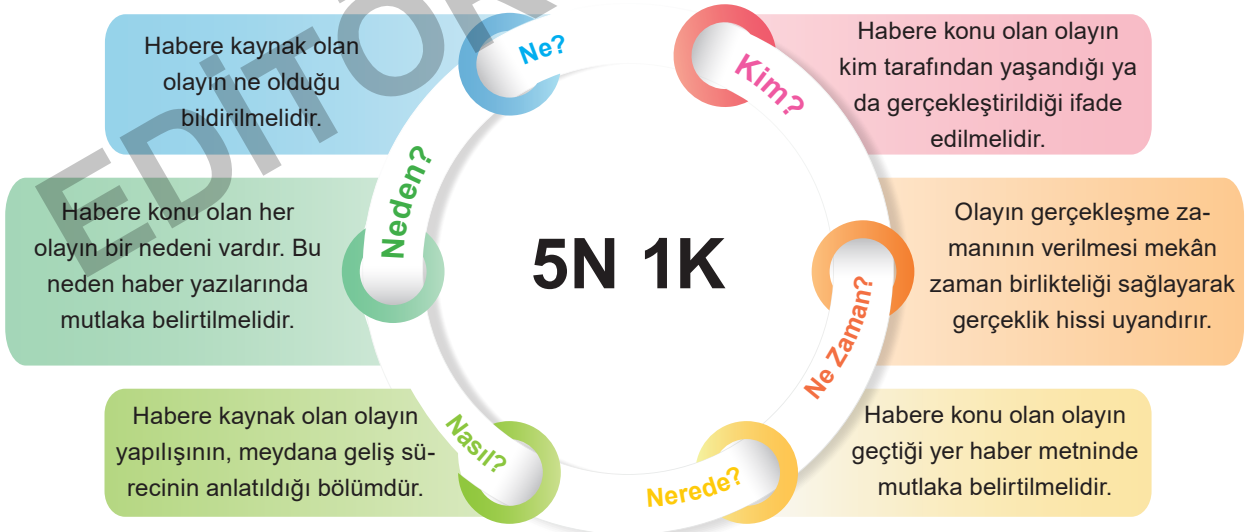 Habere kaynak olan
olayın ne olduğu
bildirilmelidir.
Ne?
Kim?
Habere konu olan olayın
kim tarafından yaşandığı ya
da gerçekleştirildiği ifade
edilmelidir.
Neden?
Habere konu olan her
olayın bir nedeni vardır. Bu
neden haber yazılarında
mutlaka belirtilmelidir.
5N 1K
Ne Zaman?
Olayın gerçekleşme za-
manının verilmesi mekân
zaman birlikteliği sağlayarak
gerçeklik hissi uyandırır.
Habere kaynak olan olayın
yapılışının, meydana geliş sü-
recinin anlatıldığı bölümdür.
Nasıl?
Nerede?
Habere konu olan olayın
geçtiği yer haber metninde
mutlaka belirtilmelidir.